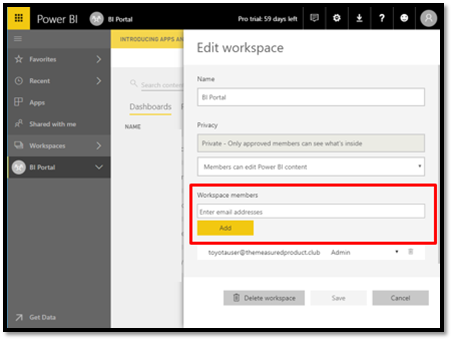 Power BI
BI Portal
Pro trial: 59 days left
Favorites
Recent
Apps
Shared with me
Workspaces
BI Portal
Get Data
INTRODUCING APPS AN
Search conten
Dashboards
NAME
Edit workspace
Name
BI Portal
Privacy
Private - Only approved members can see what's inside
Members can edit Power BI content
Workspace members
Enter email addresses
Add
toyotauser@themeasuredproduct.club Admin
Delete workspace
Save
Cancel